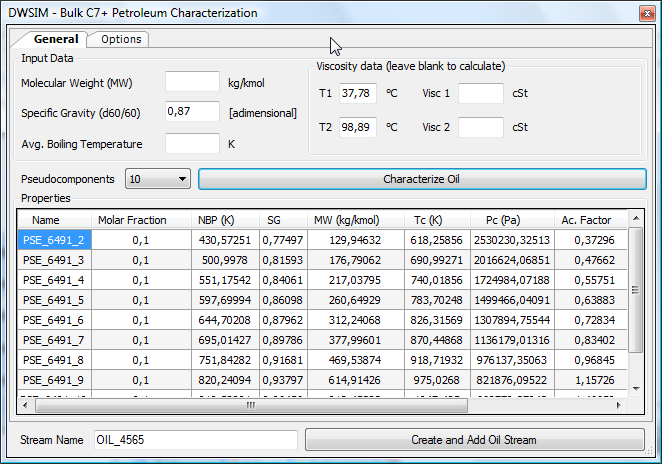 DWSIM - Bulk C7+ Petroleum Characterization
General Options
Input Data
Molecular Weight (MW) kg/kmol
Specific Gravity (d60/60) 0,87 [adimensional]
Avg. Boiling Temperature K
Viscosity data (leave blank to calculate)
T1 37,78 ºC Visc 1 cSt
T2 98,89 ºC Visc 2 cSt
Pseudocomponents 10 Characterize Oil
Properties
Name Molar Fraction NBP (K) SG MW (kg/kmol) Tc (K) Pc (Pa) Ac. Factor
PSE_6491_2 0,1 430,57251 0,77497 129,94632 618,25856 2530230,32513 0,37296
PSE_6491_3 0,1 500,9978 0,81593 176,79062 690,99271 2016624,06851 0,47662
PSE_6491_4 0,1 551,17542 0,84061 217,03795 740,01856 1724984,07188 0,55751
PSE_6491_5 0,1 597,69994 0,86098 260,64929 783,70248 1499466,04091 0,63883
PSE_6491_6 0,1 644,70208 0,87962 312,24068 826,31569 1307894,75544 0,72834
PSE_6491_7 0,1 695,01427 0,89786 377,99601 870,44868 1136179,01316 0,83402
PSE_6491_8 0,1 751,84282 0,91681 469,53874 918,71932 976137,35063 0,96845
PSE_6491_9 0,1 820,24094 0,93797 614,91426 975,0268 821876,09522 1,15726
Stream Name OIL_4565 Create and Add Oil Stream